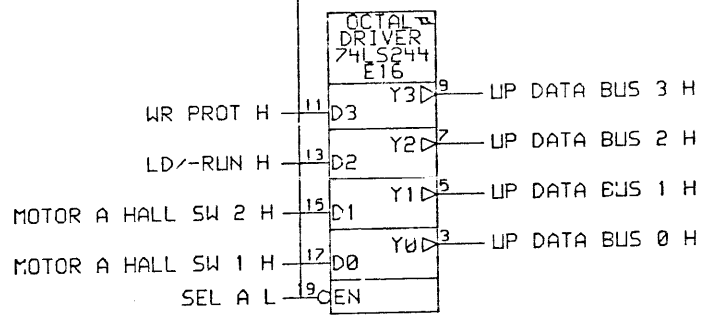 OCTAL
DRIVER
74LS244
E16
WR PROT H 11 D3 Y3 9 UP DATA BUS 3 H
LD/-RUN H 13 D2 Y2 7 UP DATA BUS 2 H
MOTOR A HALL SW 2 H 15 D1 Y1 5 UP DATA BUS 1 H
MOTOR A HALL SW 1 H 17 D0 Y0 3 UP DATA BUS 0 H
SEL A L 19 EN